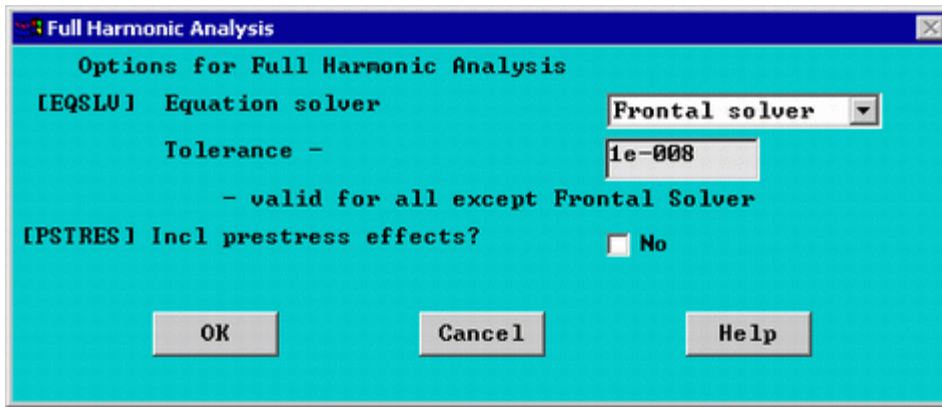 Full Harmonic Analysis
Options for Full Harmonic Analysis
[EQSLV] Equation solver Frontal solver
Tolerance - 1e-008
- valid for all except Frontal Solver
[PSTRES] Incl prestress effects? No
OK Cancel Help